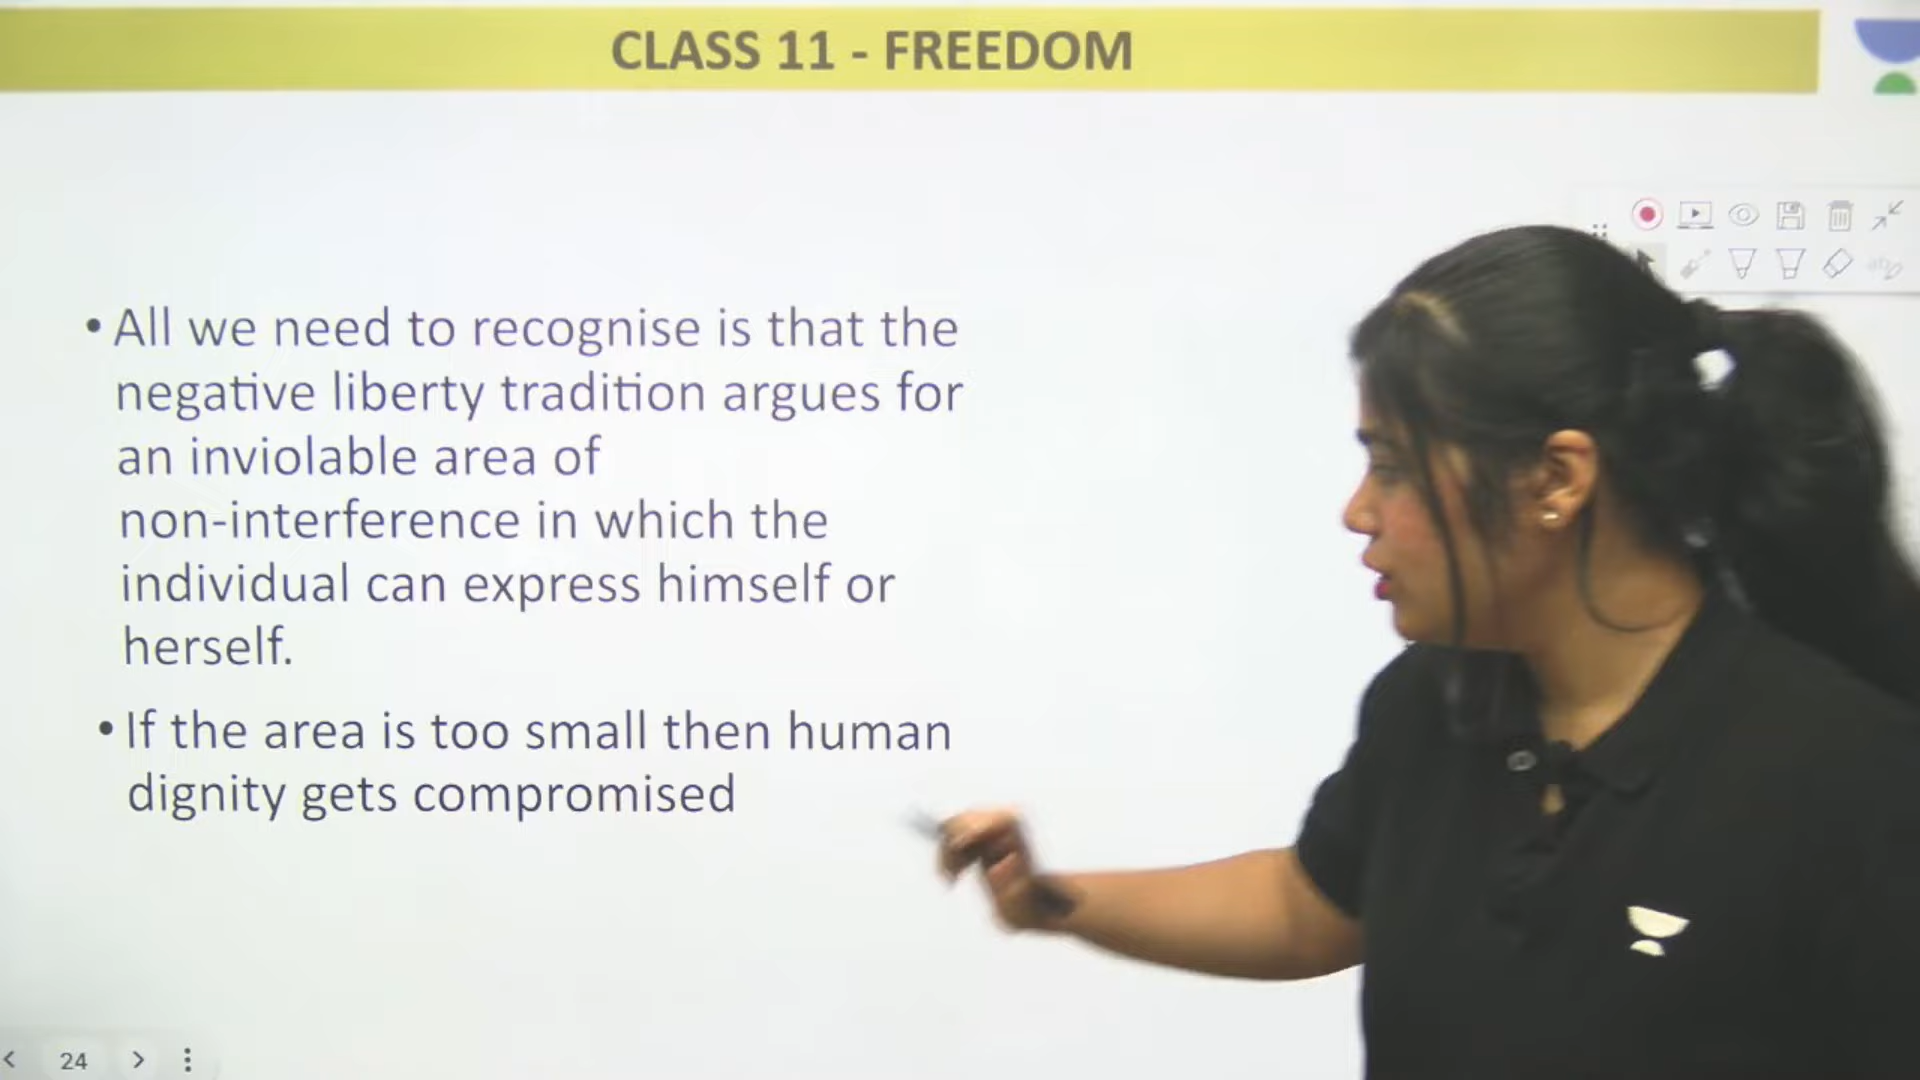 CLASS 11 - FREEDOM
• All we need to recognise is that the
negative liberty tradition argues for
an inviolable area of
non-interference in which the
individual can express himself or
herself.
• If the area is too small then human
dignity gets compromised
24